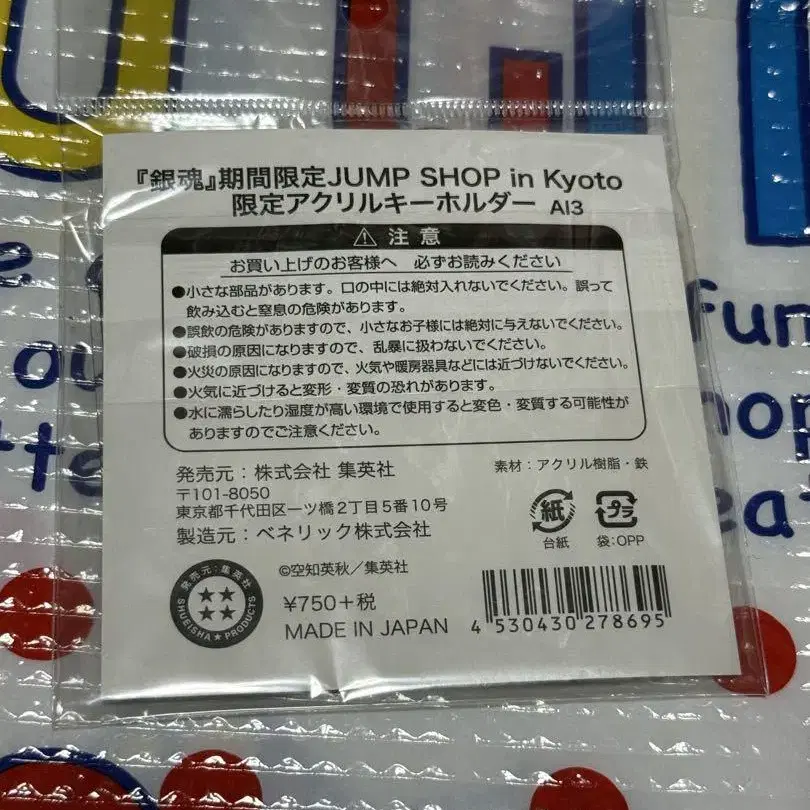 『銀魂』期間限定JUMP SHOP in Kyoto
限定アクリルキーホルダー AI3
⚠ 注意
お買い上げのお客様へ 必ずお読みください
●小さな部品があります。口の中には絶対入れないでください。誤って
飲み込むと窒息の危険があります。
●誤飲の危険がありますので、小さなお子様には絶対に与えないでください。
●破損の原因になりますので、乱暴に扱わないでください。
●火災の原因になりますので、火気や暖房器具などには近づけないでください。
●火気に近づけると変形・変質の恐れがあります。
●水に濡らしたり湿度が高い環境で使用すると変色・変質する可能性が
ありますのでご注意ください。
発売元：株式会社 集英社
〒101-8050
東京都千代田区一ツ橋2丁目5番10号
製造元：ベネリック株式会社
素材：アクリル樹脂・鉄
紙
台紙
プラ
袋：OPP
©空知英秋／集英社
発売元：集英社
SHUEISHA★PRODUCTS
¥750+税
MADE IN JAPAN
4 530430 278695
fun